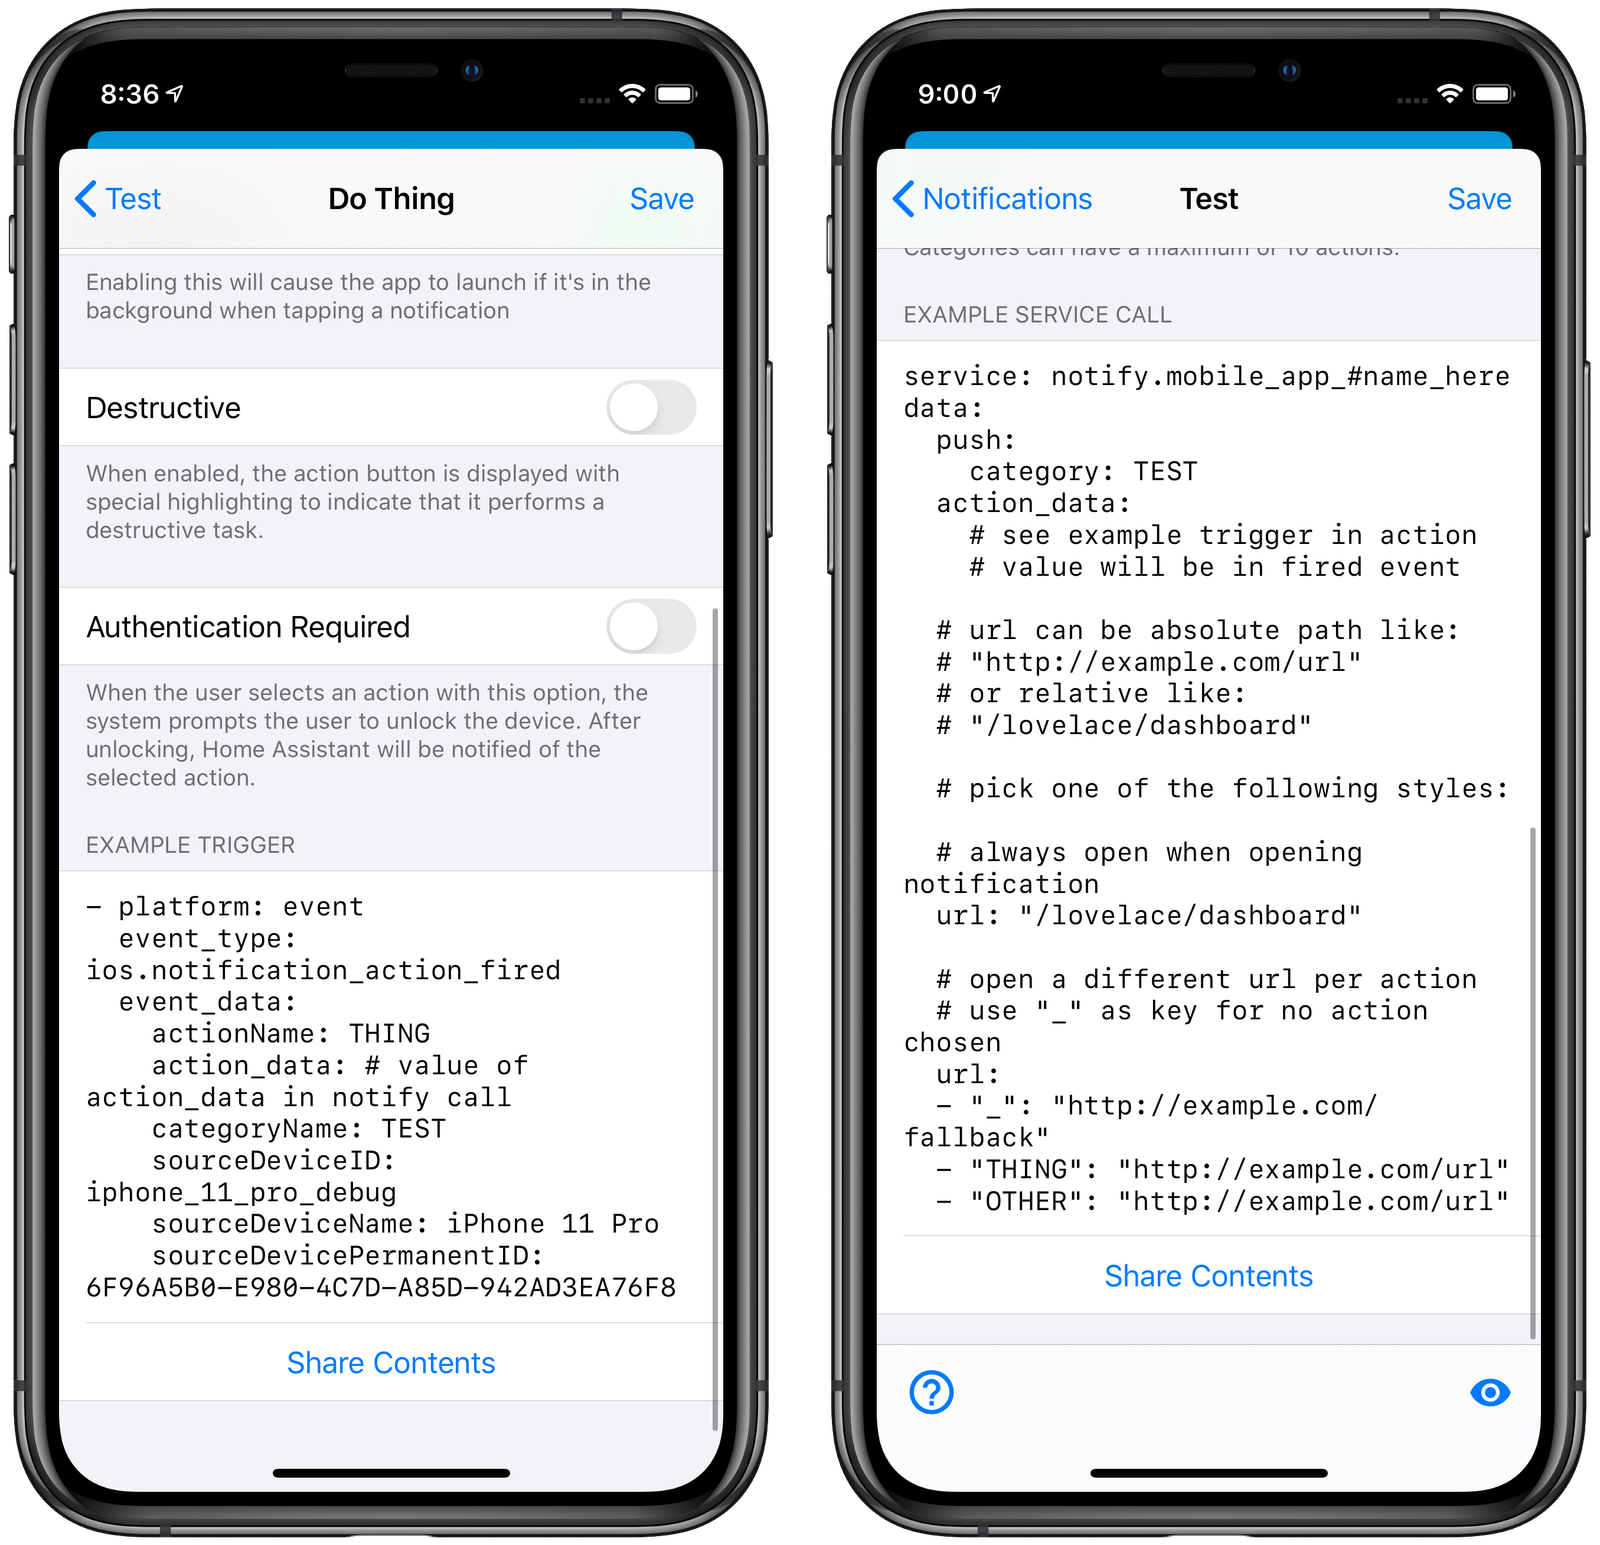 8:36
Test
Do Thing
Save
Enabling this will cause the app to launch if it's in the
background when tapping a notification
Destructive
When enabled, the action button is displayed with
special highlighting to indicate that it performs a
destructive task.
Authentication Required
When the user selects an action with this option, the
system prompts the user to unlock the device. After
unlocking, Home Assistant will be notified of the
selected action.
EXAMPLE TRIGGER
- platform: event
  event_type:
ios.notification_action_fired
  event_data:
    actionName: THING
    action_data: # value of
action_data in notify call
    categoryName: TEST
    sourceDeviceID:
iphone_11_pro_debug
    sourceDeviceName: iPhone 11 Pro
    sourceDevicePermanentID:
6F96A5B0-E980-4C7D-A85D-942AD3EA76F8
Share Contents
9:00
Notifications
Test
Save
Categories can have a maximum of 10 actions.
EXAMPLE SERVICE CALL
service: notify.mobile_app_#name_here
data:
  push:
    category: TEST
  action_data:
    # see example trigger in action
    # value will be in fired event
  # url can be absolute path like:
  # "http://example.com/url"
  # or relative like:
  # "/lovelace/dashboard"
  # pick one of the following styles:
  # always open when opening
notification
  url: "/lovelace/dashboard"
  # open a different url per action
  # use "_" as key for no action
chosen
  url:
  - "_": "http://example.com/
fallback"
  - "THING": "http://example.com/url"
  - "OTHER": "http://example.com/url"
Share Contents